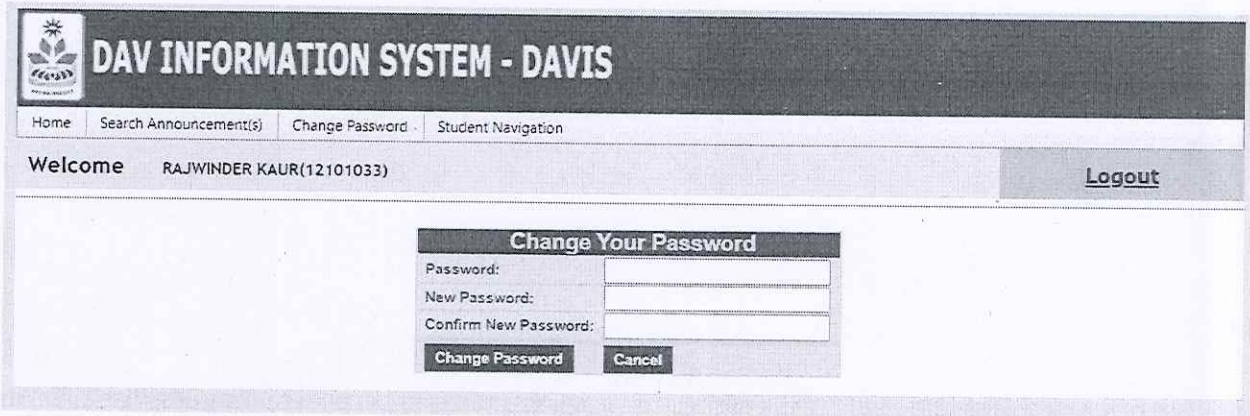 DAV INFORMATION SYSTEM - DAVIS
Home Search Announcement(s) Change Password Student Navigation
Welcome RAJWINDER KAUR(12101033) Logout
Change Your Password
Password:
New Password:
Confirm New Password:
Change Password Cancel